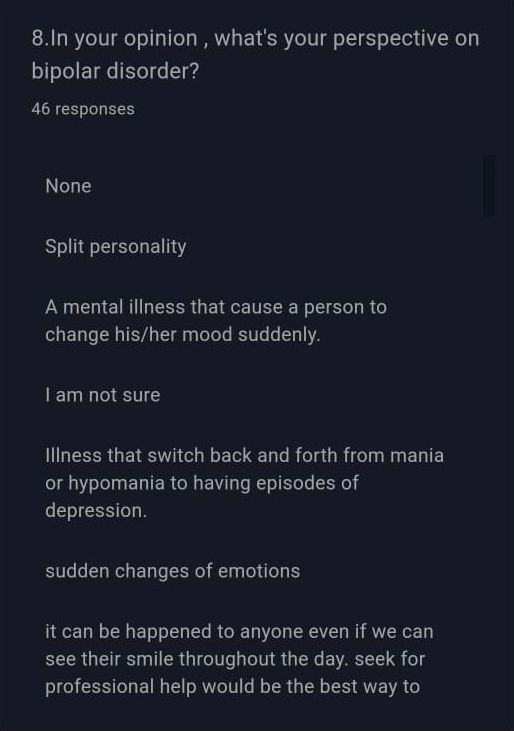 8.In your opinion , what's your perspective on
bipolar disorder?
46 responses
None
Split personality
A mental illness that cause a person to
change his/her mood suddenly.
I am not sure
Illness that switch back and forth from mania
or hypomania to having episodes of
depression.
sudden changes of emotions
it can be happened to anyone even if we can
see their smile throughout the day. seek for
professional help would be the best way to